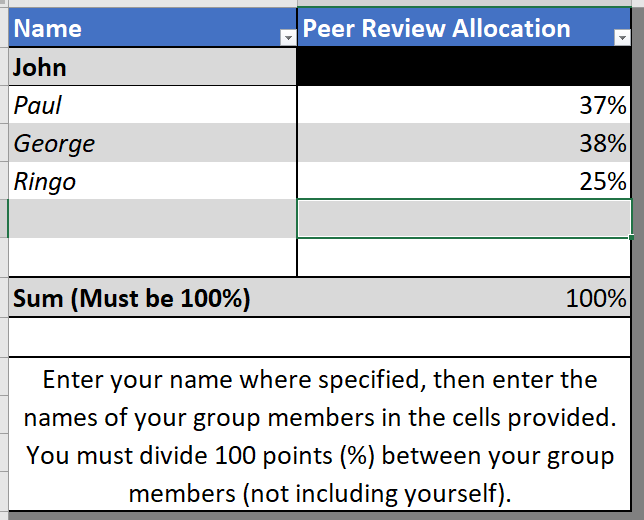 Name Peer Review Allocation
John
Paul 37%
George 38%
Ringo 25%
Sum (Must be 100%) 100%
Enter your name where specified, then enter the
names of your group members in the cells provided.
You must divide 100 points (%) between your group
members (not including yourself).